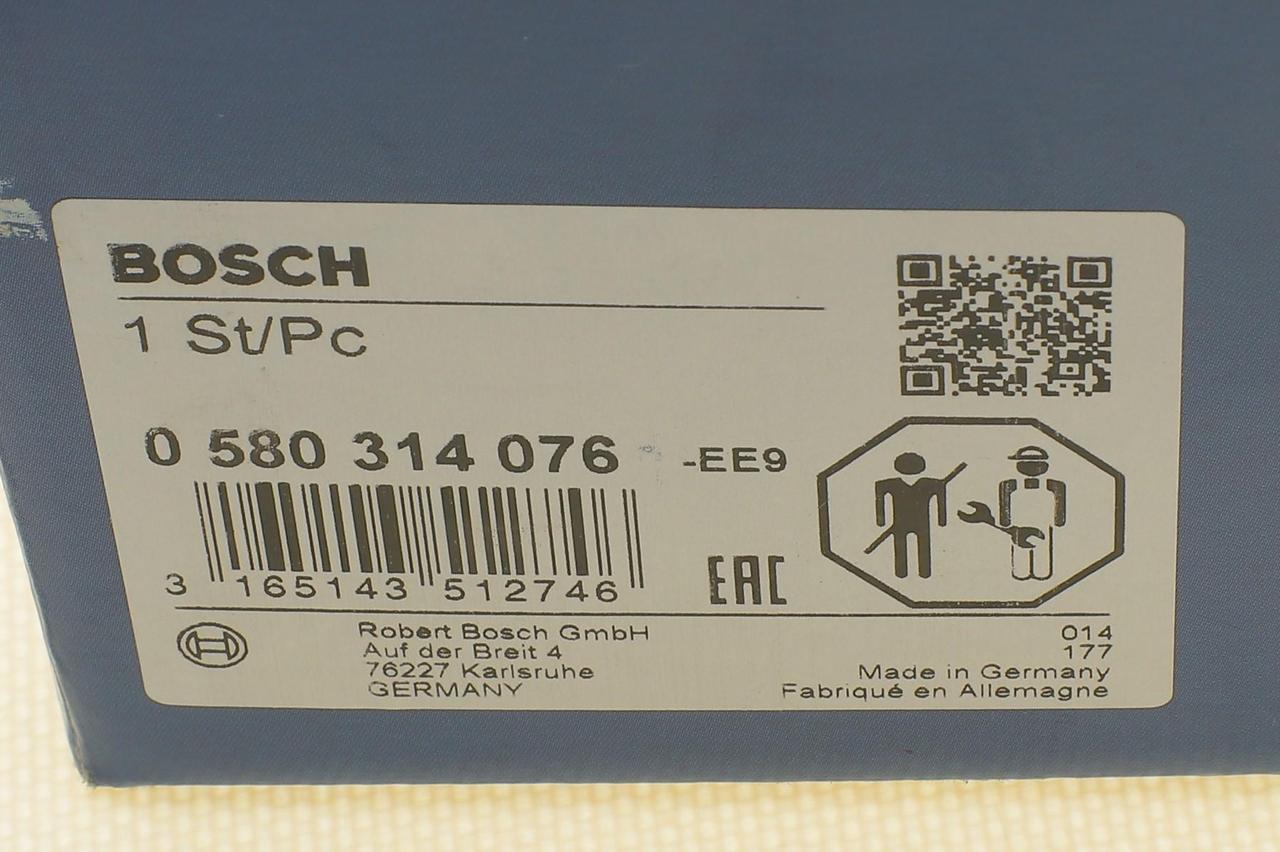 BOSCH
1 St/Pc
0 580 314 076 -EE9
3 165143 512746
EAC
Robert Bosch GmbH
Auf der Breit 4
76227 Karlsruhe
GERMANY
014
177
Made in Germany
Fabriqué en Allemagne